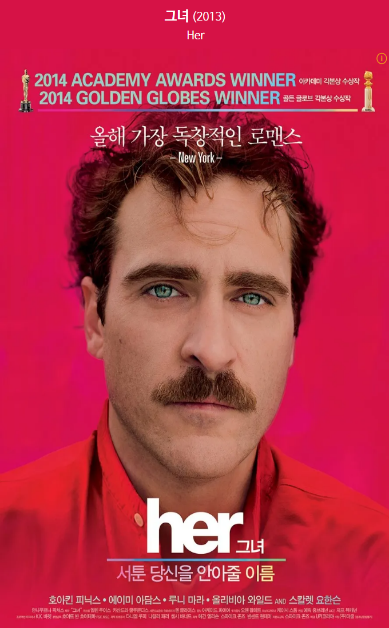 그녀 (2013)
Her
2014 ACADEMY AWARDS WINNER 아카데미 각본상 수상작
2014 GOLDEN GLOBES WINNER 골든 글로브 각본상 수상작
올해 가장 독창적인 로맨스
– New York –
her 그녀
서툰 당신을 안아줄 이름
호아킨 피닉스 • 에이미 아담스 • 루니 마라 • 올리비아 와일드 AND 스칼렛 요한슨